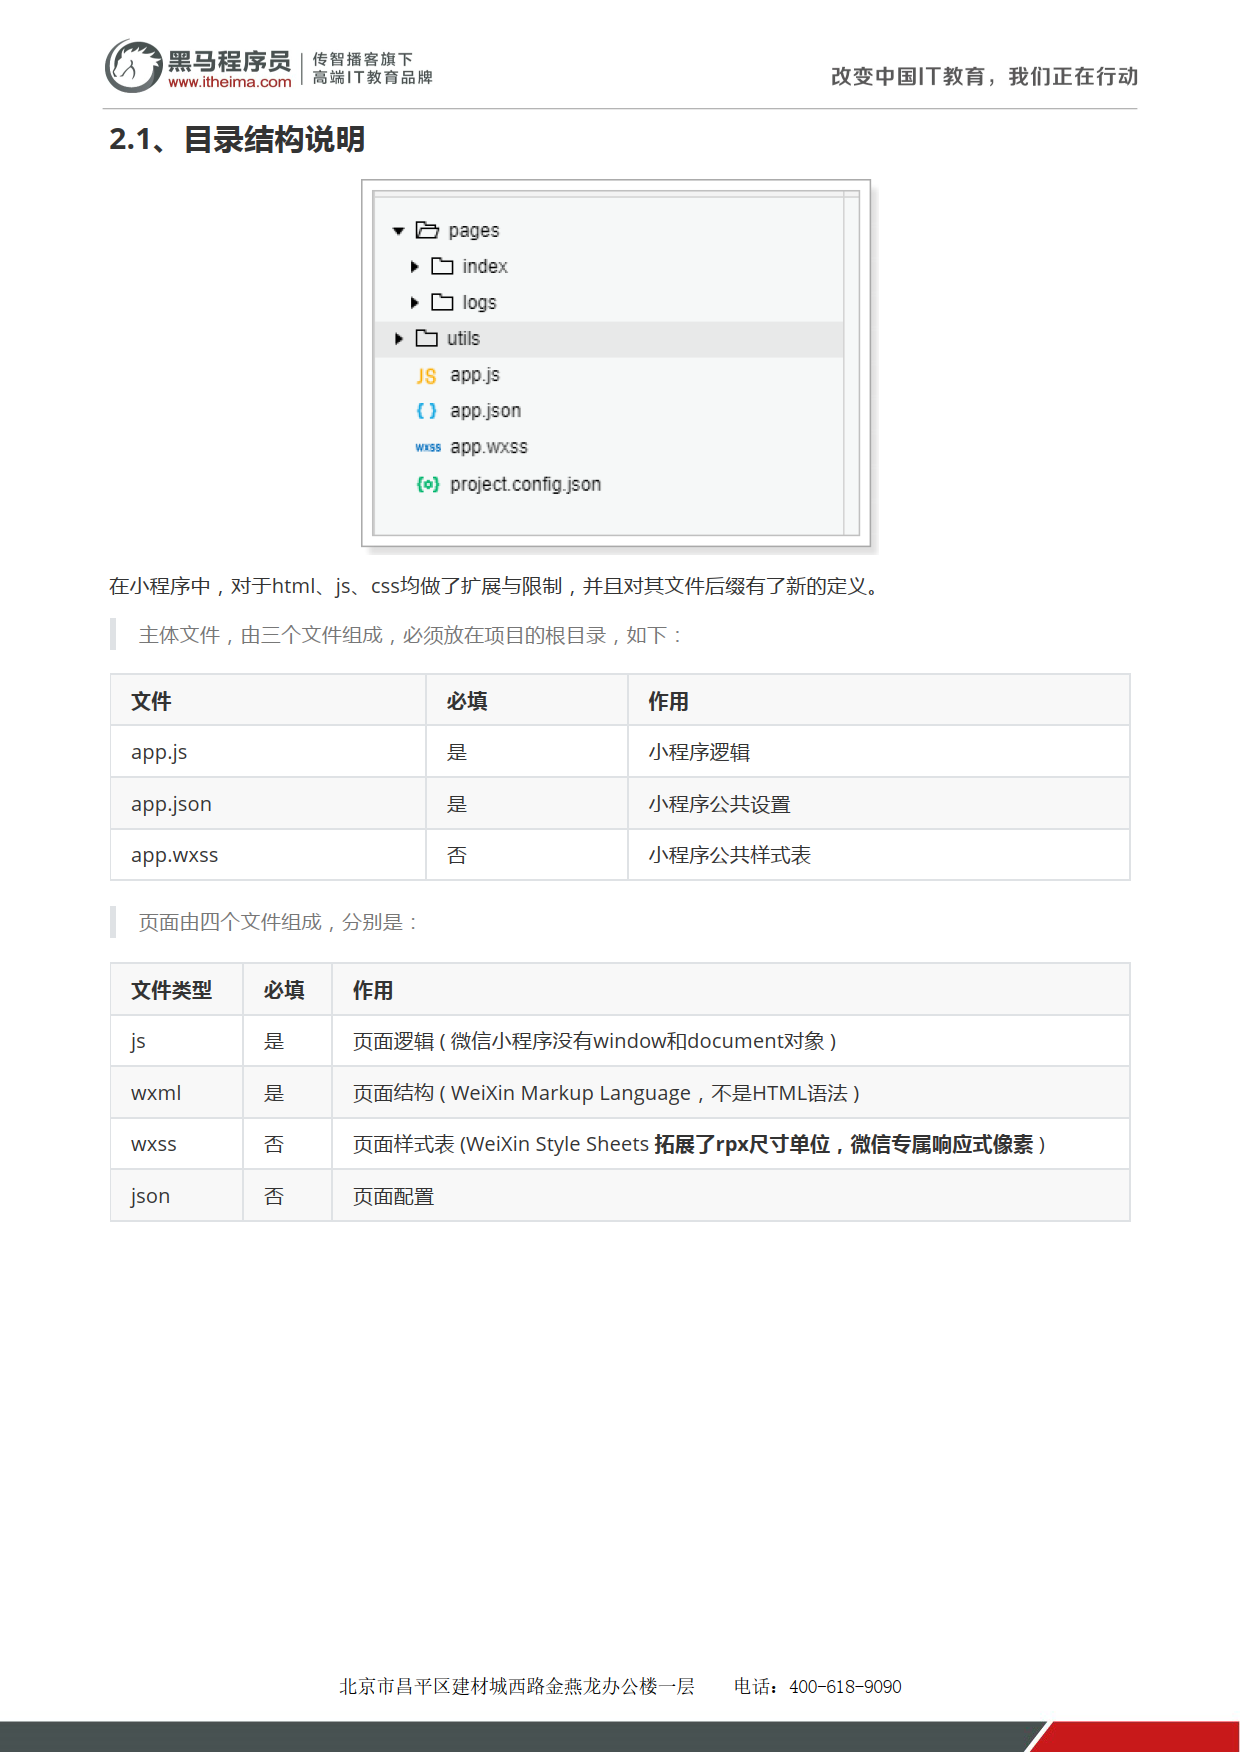 黑马程序员
www.itheima.com
传智播客旗下
高端IT教育品牌
改变中国IT教育，我们正在行动
2.1、目录结构说明
pages
index
logs
utils
JS app.js
{ } app.json
wxss app.wxss
project.config.json
在小程序中，对于html、js、css均做了扩展与限制，并且对其文件后缀有了新的定义。
主体文件，由三个文件组成，必须放在项目的根目录，如下：
文件 必填 作用
app.js 是 小程序逻辑
app.json 是 小程序公共设置
app.wxss 否 小程序公共样式表
页面由四个文件组成，分别是：
文件类型 必填 作用
js 是 页面逻辑（微信小程序没有window和document对象）
wxml 是 页面结构（WeiXin Markup Language，不是HTML语法）
wxss 否 页面样式表 (WeiXin Style Sheets 拓展了rpx尺寸单位，微信专属响应式像素）
json 否 页面配置
北京市昌平区建材城西路金燕龙办公楼一层 电话：400-618-9090